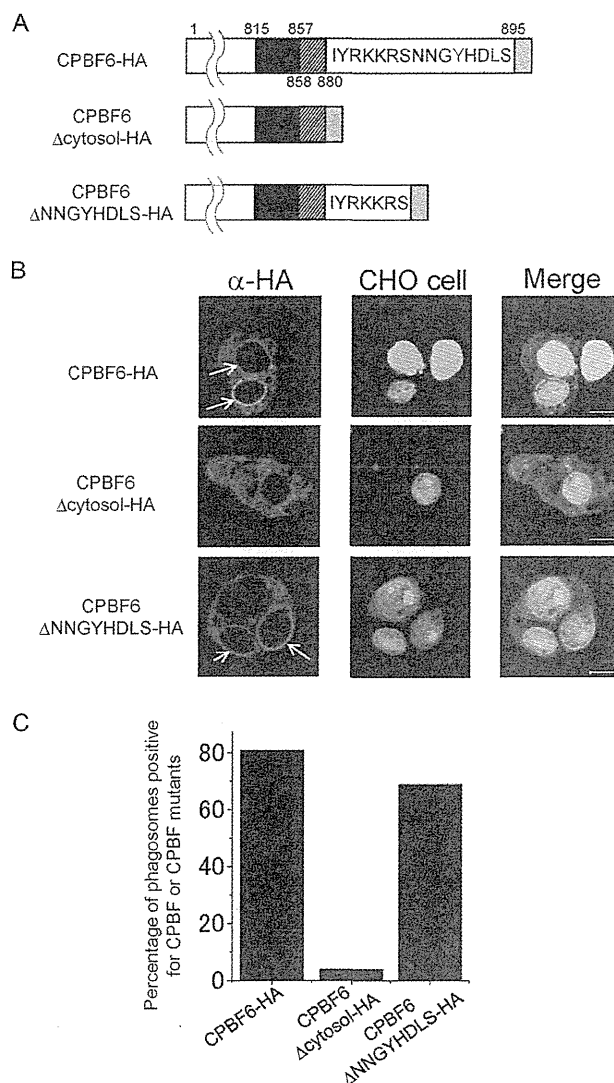 A
1 815 857 895
CPBF6-HA
IYRKKRSNNGYHDLS
858 880
CPBF6
Δcytosol-HA
CPBF6
ΔNNGYHDLS-HA
IYRKKRS
B
α-HA CHO cell Merge
CPBF6-HA
CPBF6
Δcytosol-HA
CPBF6
ΔNNGYHDLS-HA
C
Percentage of phagosomes positive
for CPBF or CPBF mutants
80
60
40
20
0
CPBF6-HA
CPBF6
Δcytosol-HA
CPBF6
ΔNNGYHDLS-HA